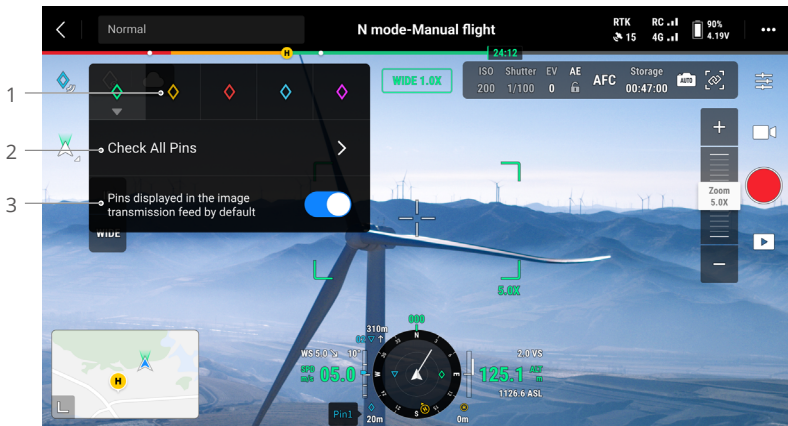 Normal
N mode-Manual flight
RTK
15
RC
4G
90%
4.19V
H
24:12
1
2
3
WIDE 1.0X
ISO
200
Shutter
1/100
EV
0
AE
AFC
Storage
00:47:00
AUTO
Check All Pins
Pins displayed in the image
transmission feed by default
WIDE
Zoom
5.0X
5.0X
000
310m
WS 5.0
10°
2.0 VS
SPD
m/s
05.0
N
W
E
S
125.1
ALT
m
1126.6 ASL
Pin1
20m
0m
H
L